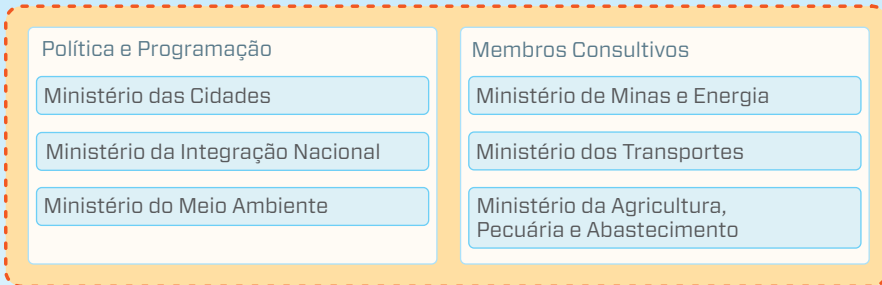 Política e Programação
Ministério das Cidades
Ministério da Integração Nacional
Ministério do Meio Ambiente
Membros Consultivos
Ministério de Minas e Energia
Ministério dos Transportes
Ministério da Agricultura,
Pecuária e Abastecimento